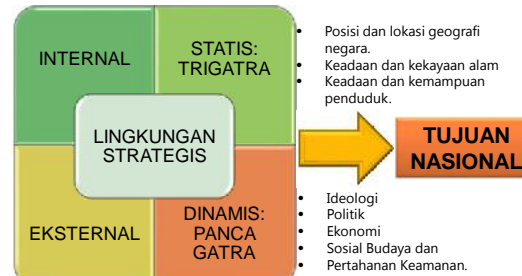 INTERNAL
STATIS:
TRIGATRA
LINGKUNGAN
STRATEGIS
EKSTERNAL
DINAMIS:
PANCA
GATRA
• Posisi dan lokasi geografi
negara.
• Keadaan dan kekayaan alam
• Keadaan dan kemampuan
penduduk.
TUJUAN
NASIONAL
• Ideologi
• Politik
• Ekonomi
• Sosial Budaya dan
• Pertahanan Keamanan.